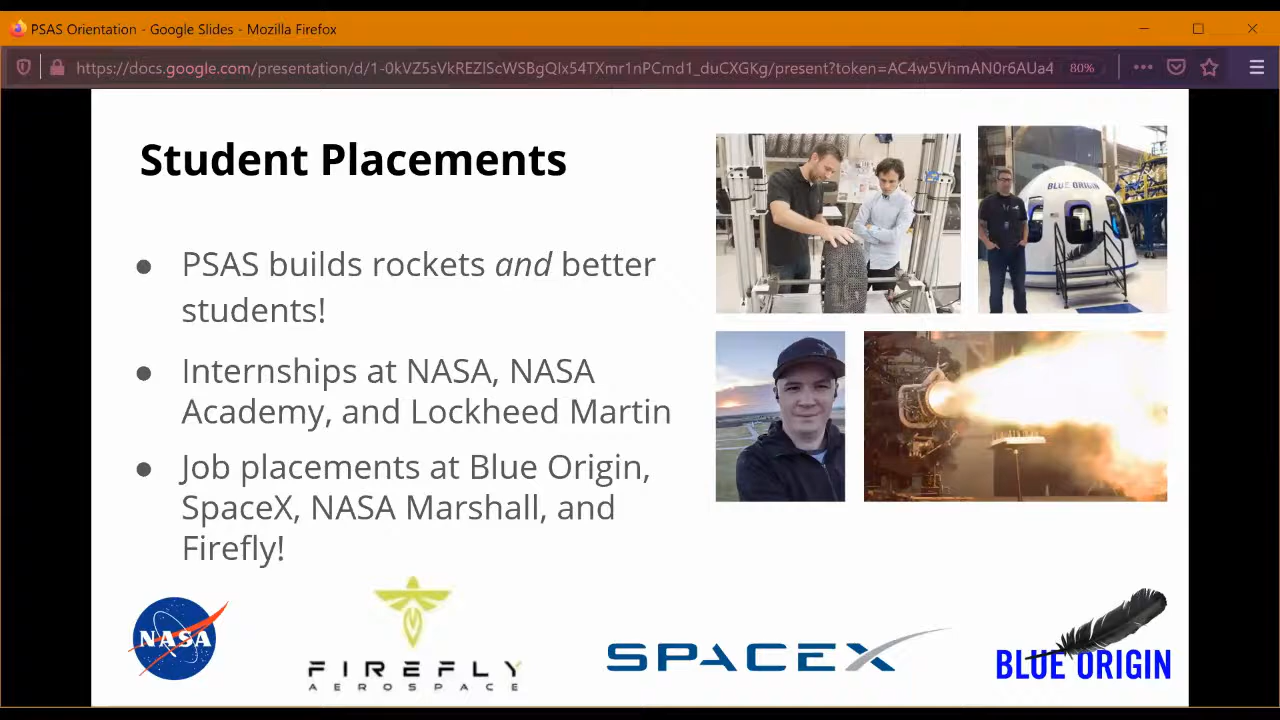 PSAS Orientation - Google Slides - Mozilla Firefox
https://docs.google.com/presentation/d/1-0kVZ5sVkREZlScWSBgQIx54TXmr1nPCmd1_duCXGKg/present?token=AC4w5VhmAN0r6AUa4
80%
Student Placements
● PSAS builds rockets and better
students!
● Internships at NASA, NASA
Academy, and Lockheed Martin
● Job placements at Blue Origin,
SpaceX, NASA Marshall, and
Firefly!
BLUE ORIGIN
NASA
FIREFLY
AEROSPACE
SPACEX
BLUE ORIGIN